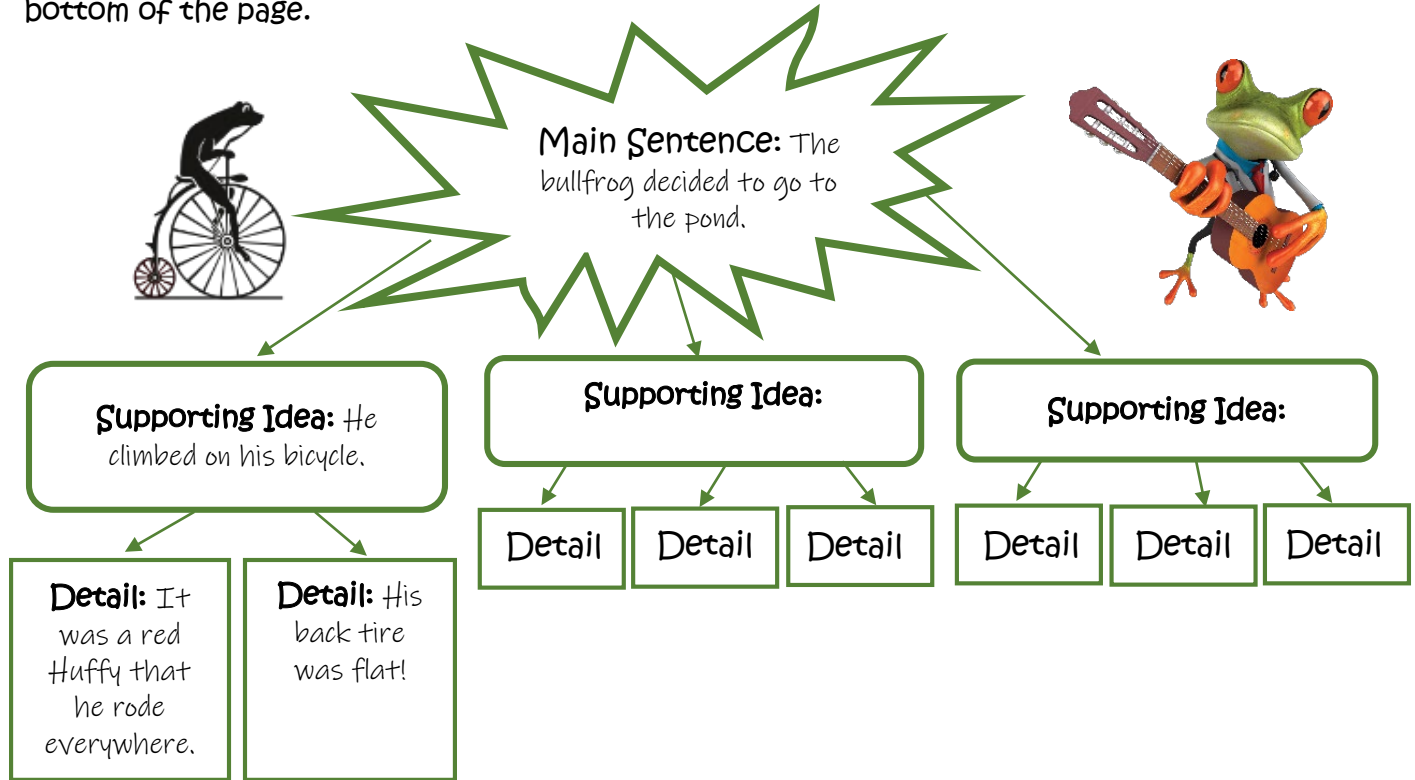 bottom of the page.
Main Sentence: The
bullfrog decided to go to
the pond.
Supporting Idea: He
climbed on his bicycle.
Supporting Idea:
Supporting Idea:
Detail: It
was a red
Huffy that
he rode
everywhere.
Detail: His
back tire
was flat!
Detail
Detail
Detail
Detail
Detail
Detail